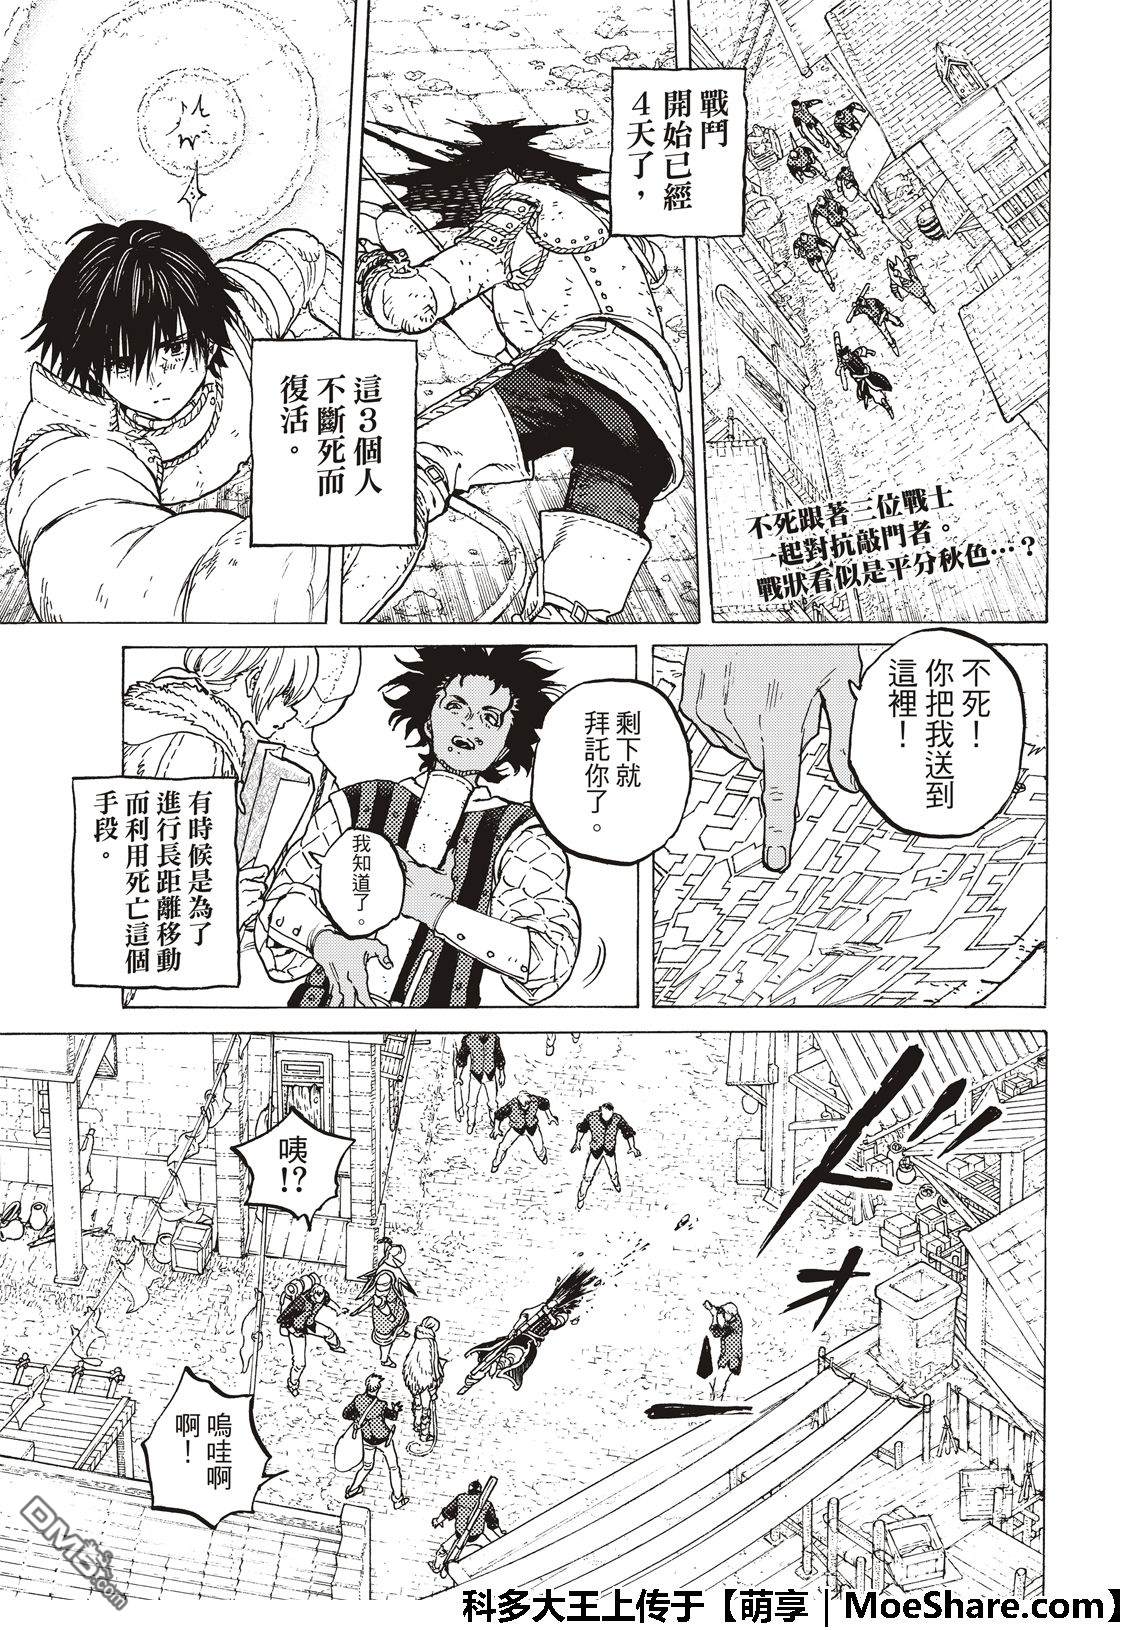 戰鬥
開始已經
4天了，
不死跟著三位戰士
一起對抗敲門者。
戰狀看似是平分秋色…？
這3個人
不斷死而
復活。
不死！
你把我送到
這裡！
剩下就
拜託你了。
我知道了。
有時候是為了
進行長距離移動
而利用死亡這個
手段。
咦!?
嗚哇啊
啊！
DM5
科多大王上传于【萌享｜MoeShare.com】